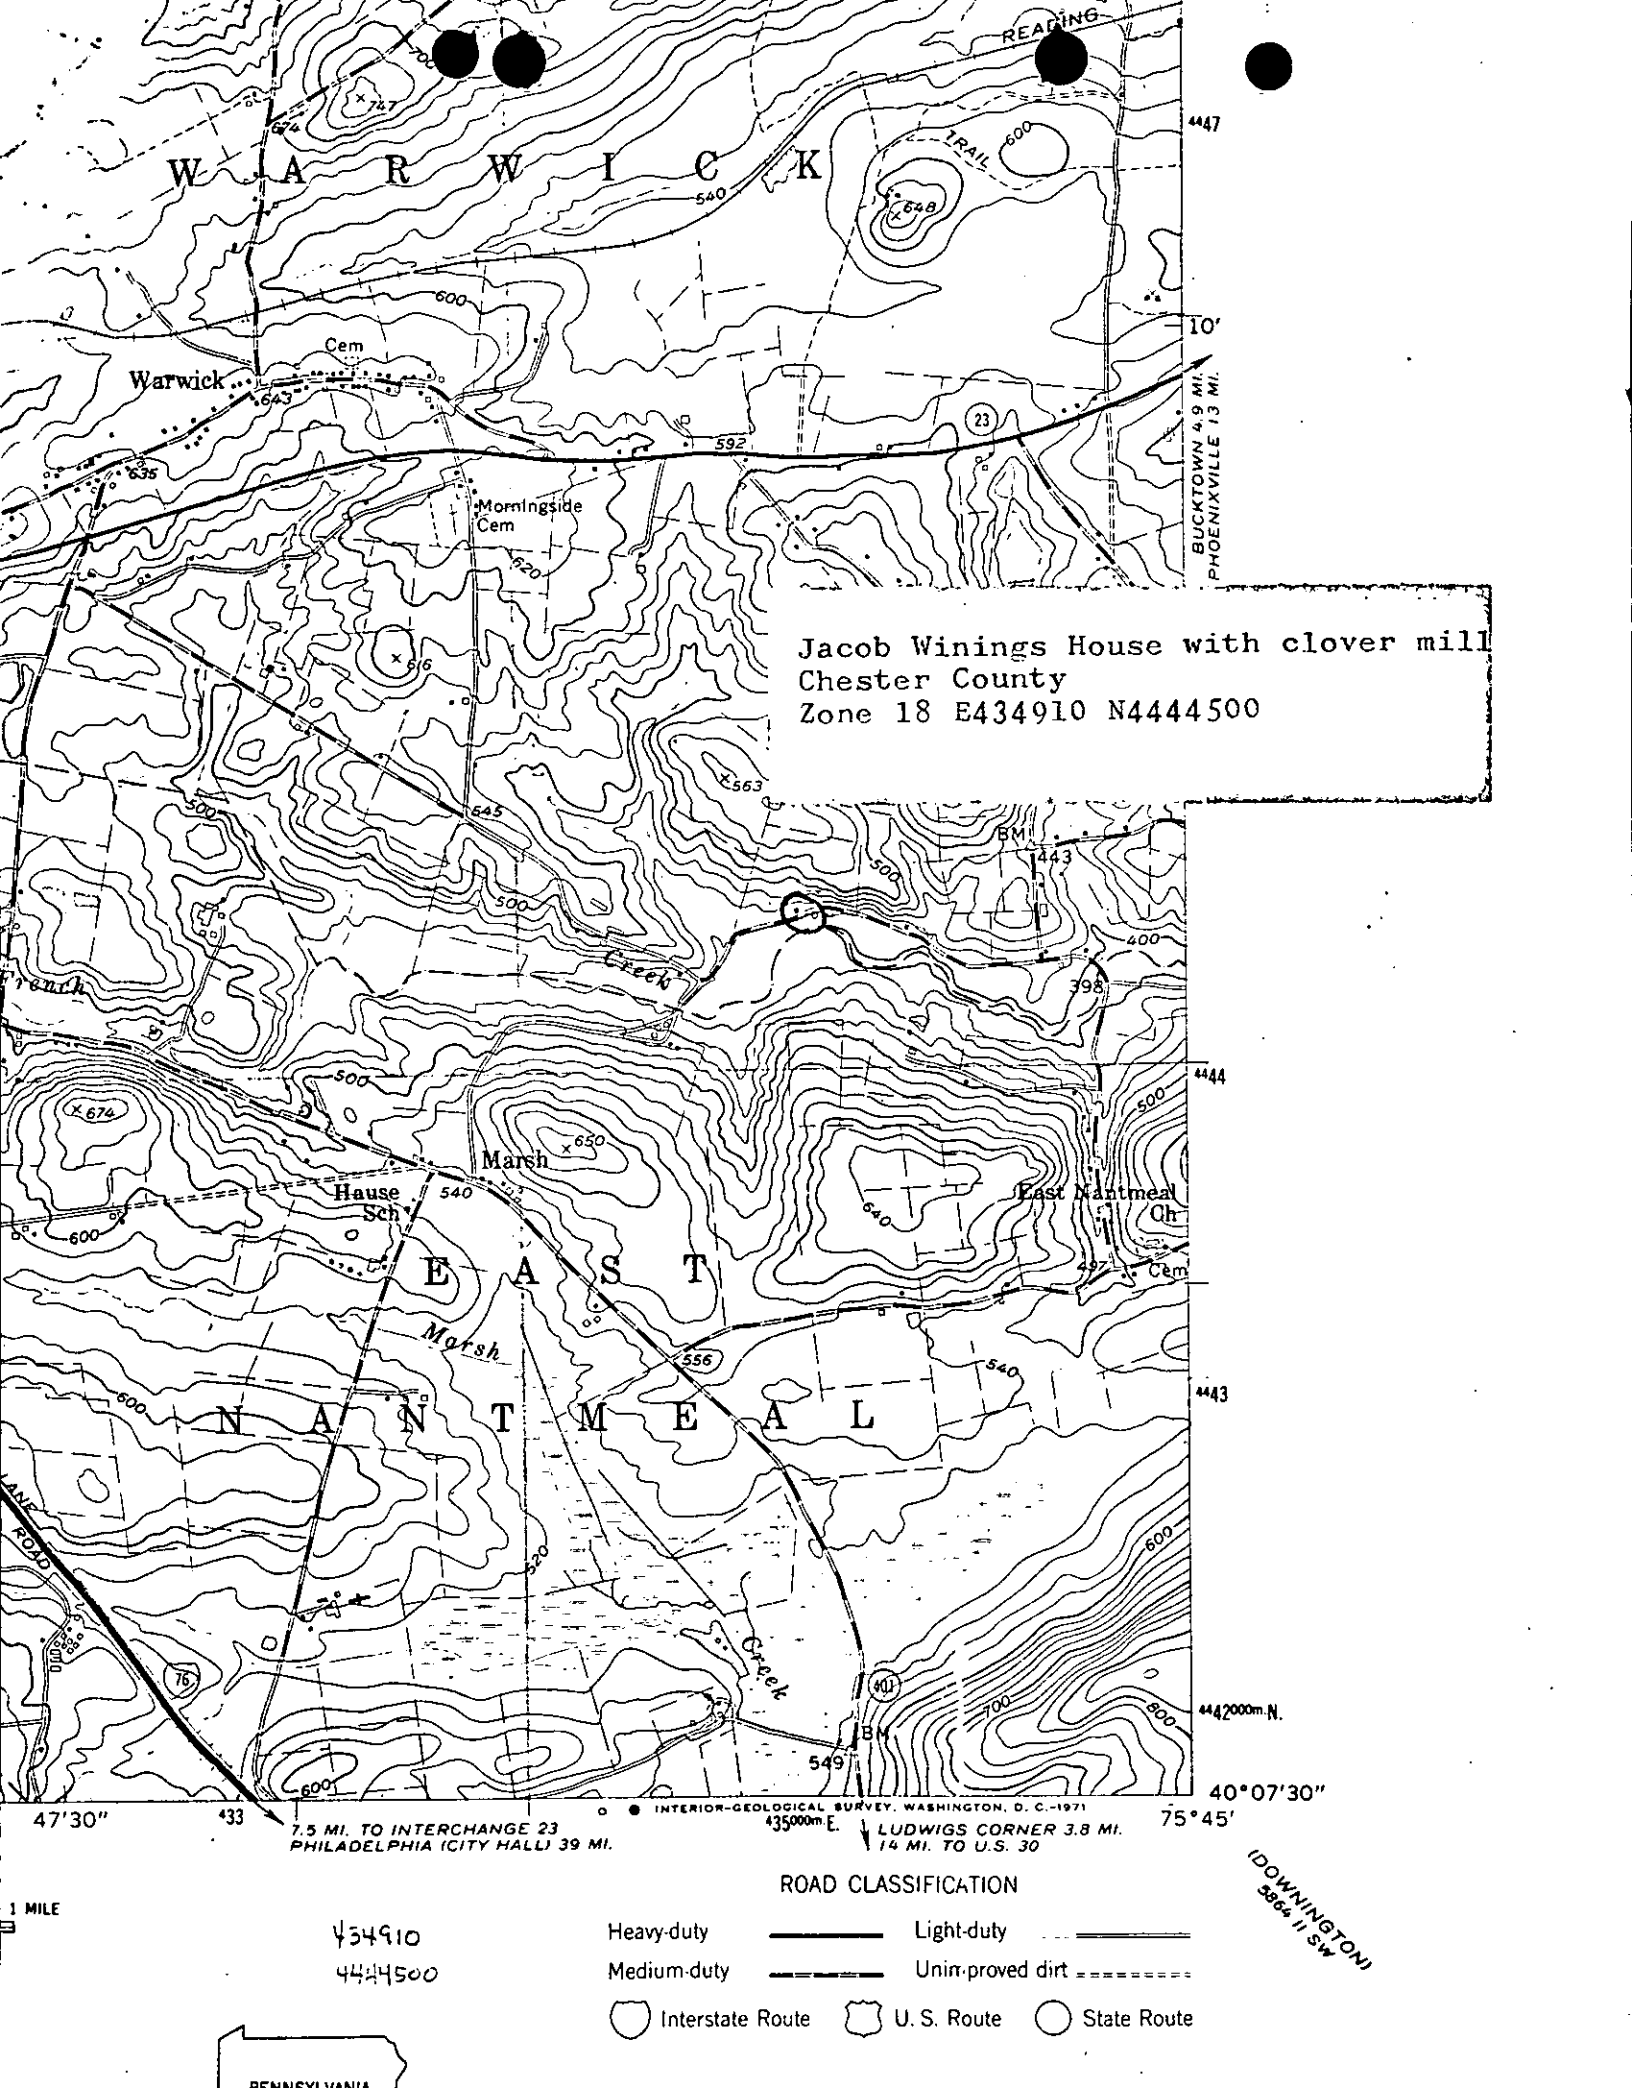 READING
700
×747
674
4447
TRAIL
600
W A R W I C K
540
×648
600
10'
Cem
Warwick
643
23
592
BUCKTOWN 4.9 MI.
PHOENIXVILLE 13 MI.
635
Morningside
Cem
620
Jacob Winings House with clover mill
Chester County
Zone 18 E434910 N4444500
×616
×563
500
545
BM
443
500
500
400
Creek
French
398
500
4444
500
×674
×650
Marsh
Hause
Sch
540
East Nantmeal
Ch
640
600
E A S T
497
Cem
Marsh
556
540
4443
600
N A N T M E A L
LANE
ROAD
600
520
Creek
76
401
700
800
4442000m.N.
BM
549
600
40°07'30"
47'30"
433
INTERIOR-GEOLOGICAL SURVEY, WASHINGTON, D. C.-1971
435000m.E.
75°45'
7.5 MI. TO INTERCHANGE 23
PHILADELPHIA (CITY HALL) 39 MI.
LUDWIGS CORNER 3.8 MI.
14 MI. TO U.S. 30
(DOWNINGTON)
5864 II SW
ROAD CLASSIFICATION
1 MILE
434910
4444500
Heavy-duty
Light-duty
Medium-duty
Unimproved dirt
Interstate Route
U. S. Route
State Route
PENNSYLVANIA